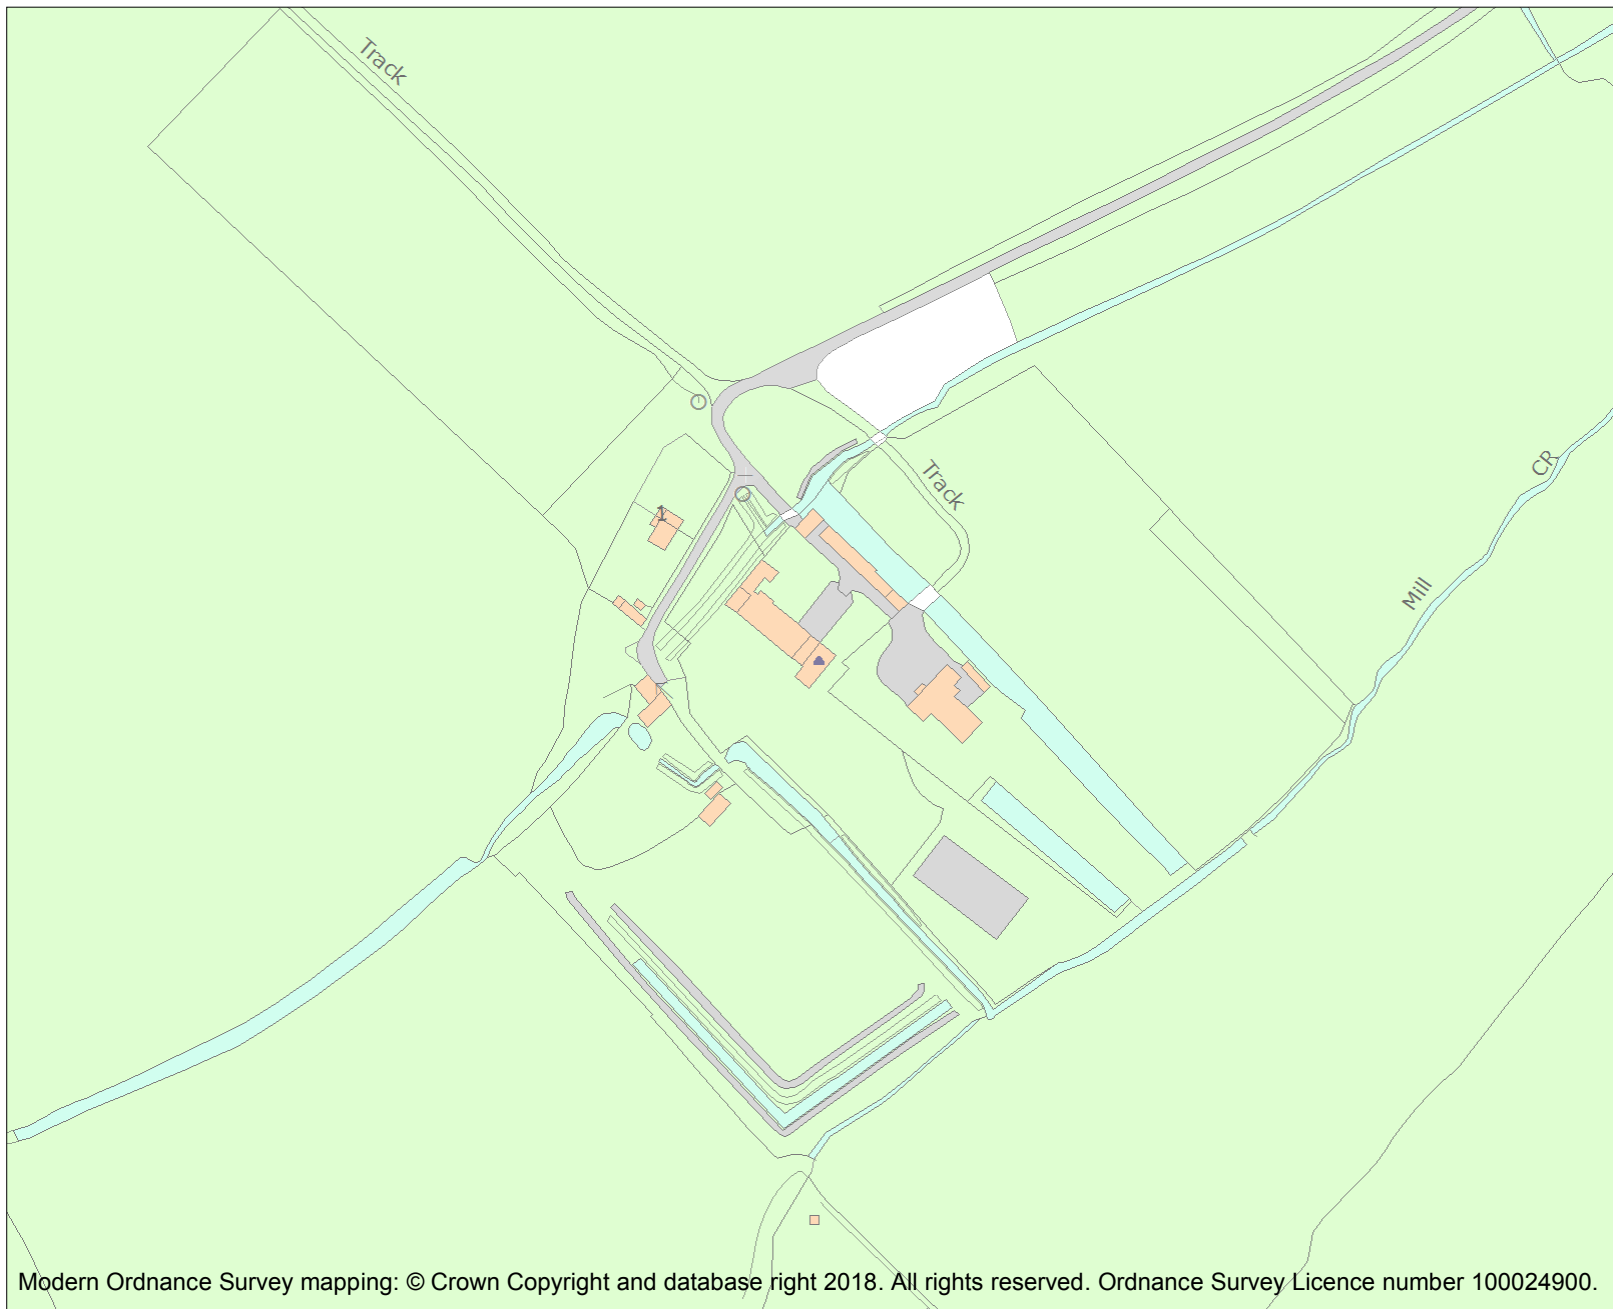 Track
Track
CR
Mill
1
Modern Ordnance Survey mapping: © Crown Copyright and database right 2018. All rights reserved. Ordnance Survey Licence number 100024900.